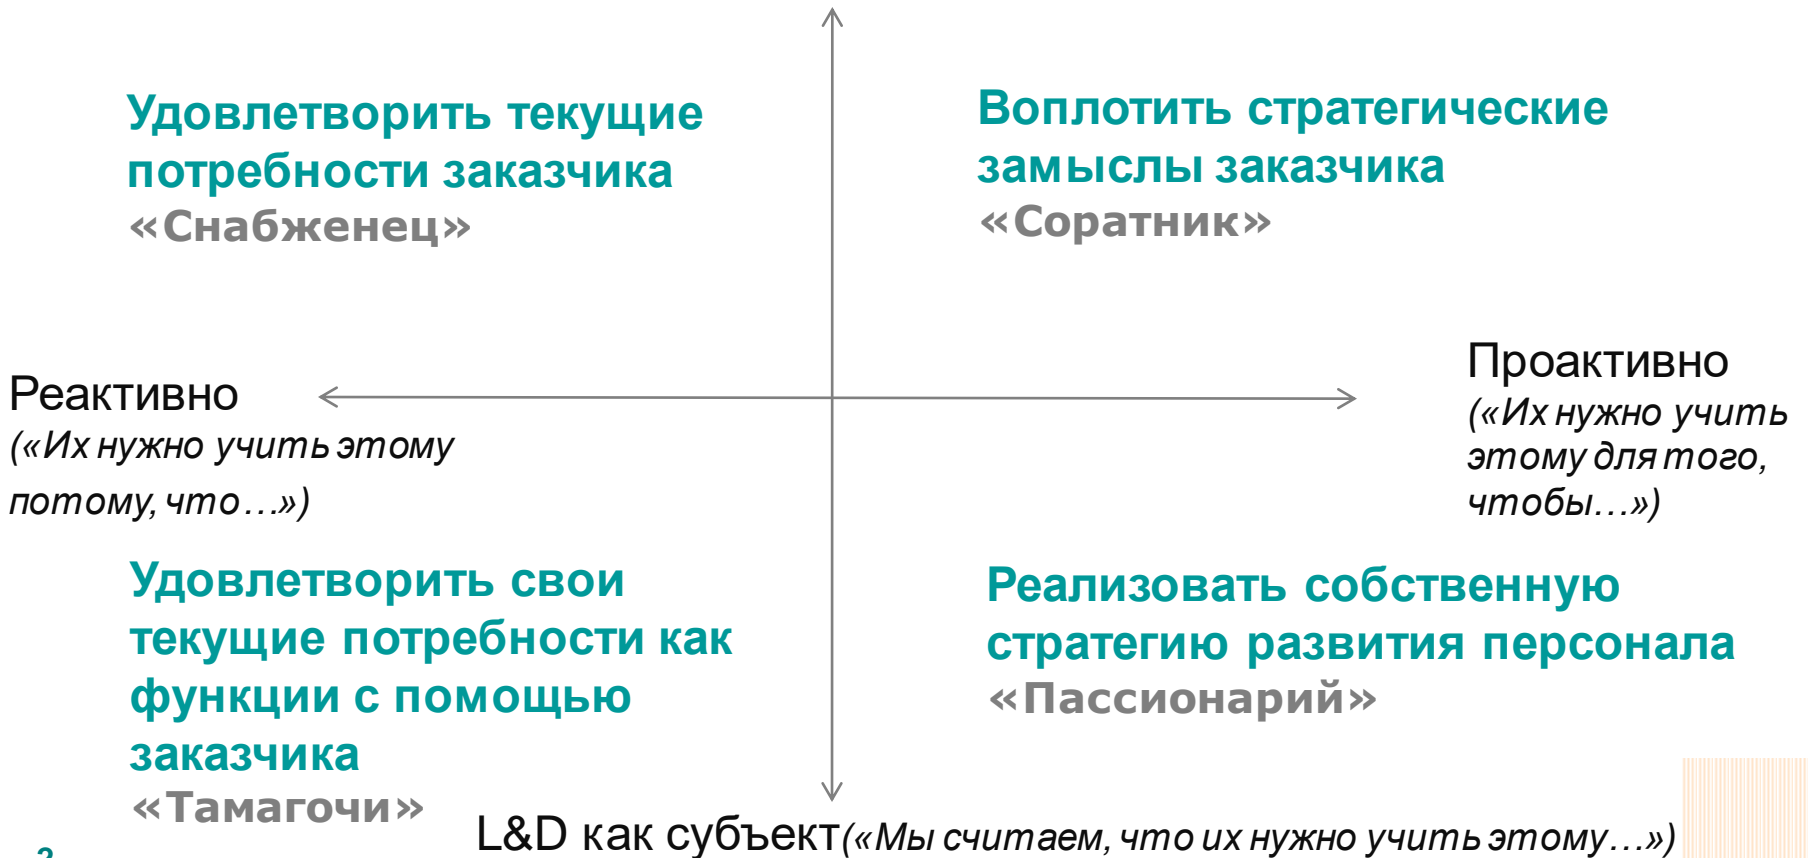 Удовлетворить текущие
потребности заказчика
«Снабженец»
Воплотить стратегические
замыслы заказчика
«Соратник»
Реактивно
(«Их нужно учить этому
потому, что...»)
Проактивно
(«Их нужно учить
этому для того,
чтобы...»)
Удовлетворить свои
текущие потребности как
функции с помощью
заказчика
«Тамагочи»
Реализовать собственную
стратегию развития персонала
«Пассионарий»
L&D как субъект(«Мы считаем, что их нужно учить этому...»)
2